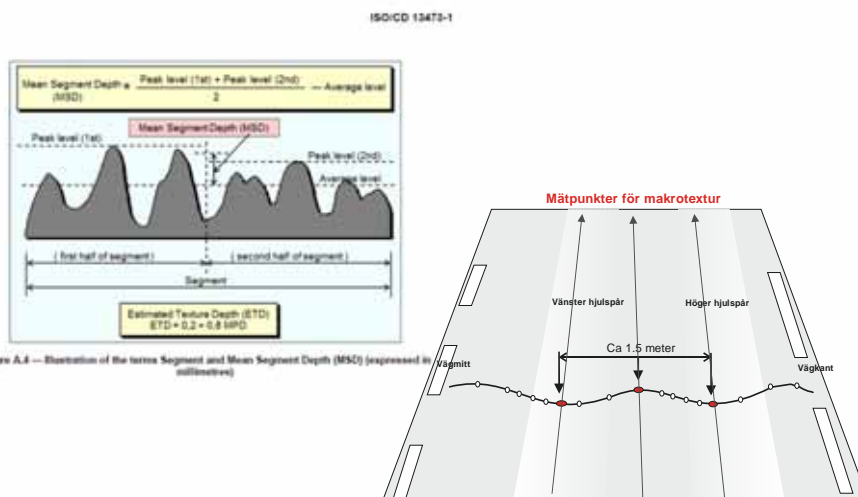 ISO/CD 13473-1
Mean Segment Depth = Peak level (1st) + Peak level (2nd) — Average level
(MSD) 2
Mean Segment Depth (MSD)
Peak level (1st)
Peak level (2nd)
Average level
( first half of segment )
( second half of segment )
Segment
Estimated Texture Depth (ETD)
ETD = 0,2 + 0,8 MPD
re A.4 — Illustration of the terms Segment and Mean Segment Depth (MSD) (expressed in
millimetres)
Mätpunkter för makrotextur
Vänster hjulspår
Höger hjulspår
Ca 1.5 meter
Vägmitt
Vägkant